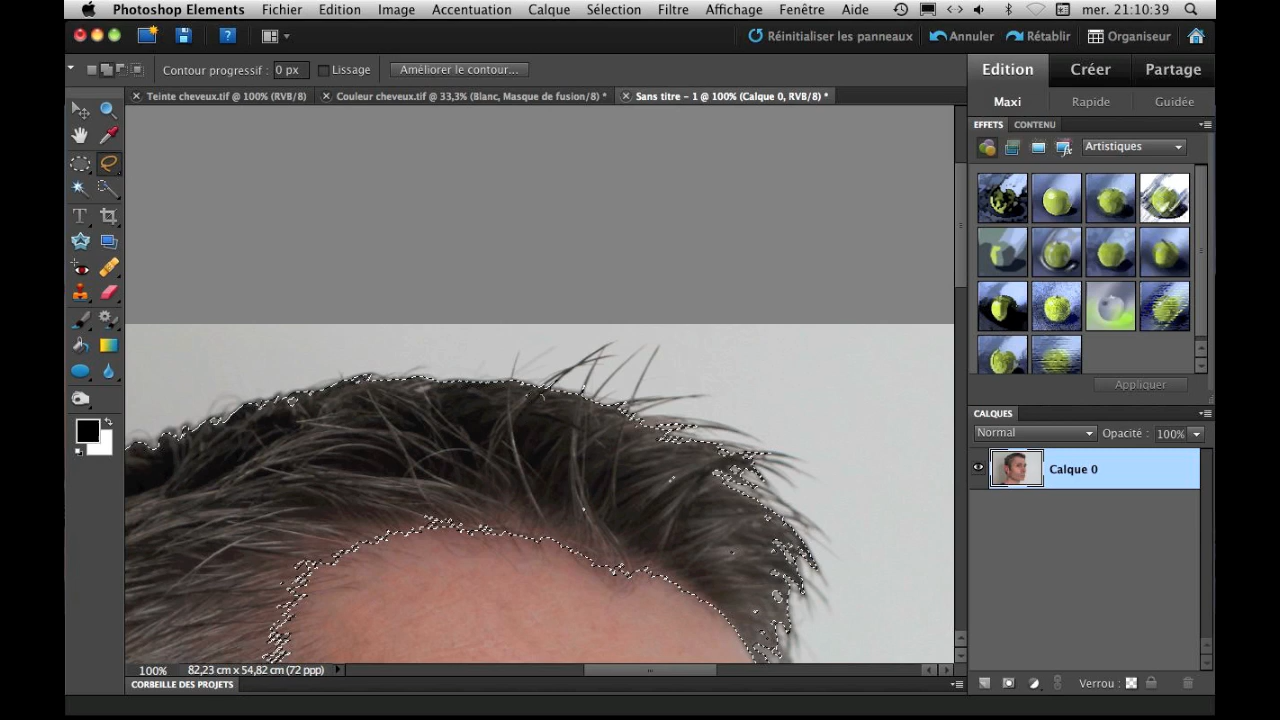 Photoshop Elements Fichier Edition Image Accentuation Calque Sélection Filtre Affichage Fenêtre Aide mer. 21:10:39
Réinitialiser les panneaux Annuler Rétablir Organiseur
Contour progressif : 0 px Lissage Améliorer le contour... Edition Créer Partage
Teinte cheveux.tif @ 100% (RVB/8) Couleur cheveux.tif @ 33,3% (Blanc, Masque de fusion/8) * Sans titre – 1 @ 100% (Calque 0, RVB/8) * Maxi Rapide Guidée
EFFETS CONTENU
Artistiques
Appliquer
CALQUES
Normal Opacité : 100%
Calque 0
100% 82,23 cm x 54,82 cm (72 ppp)
CORBEILLE DES PROJETS Verrou :